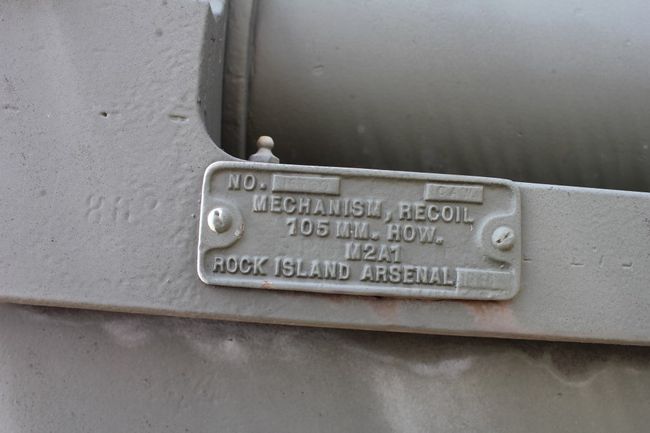 NO.
MECHANISM, RECOIL
105 MM. HOW.
M2A1
ROCK ISLAND ARSENAL